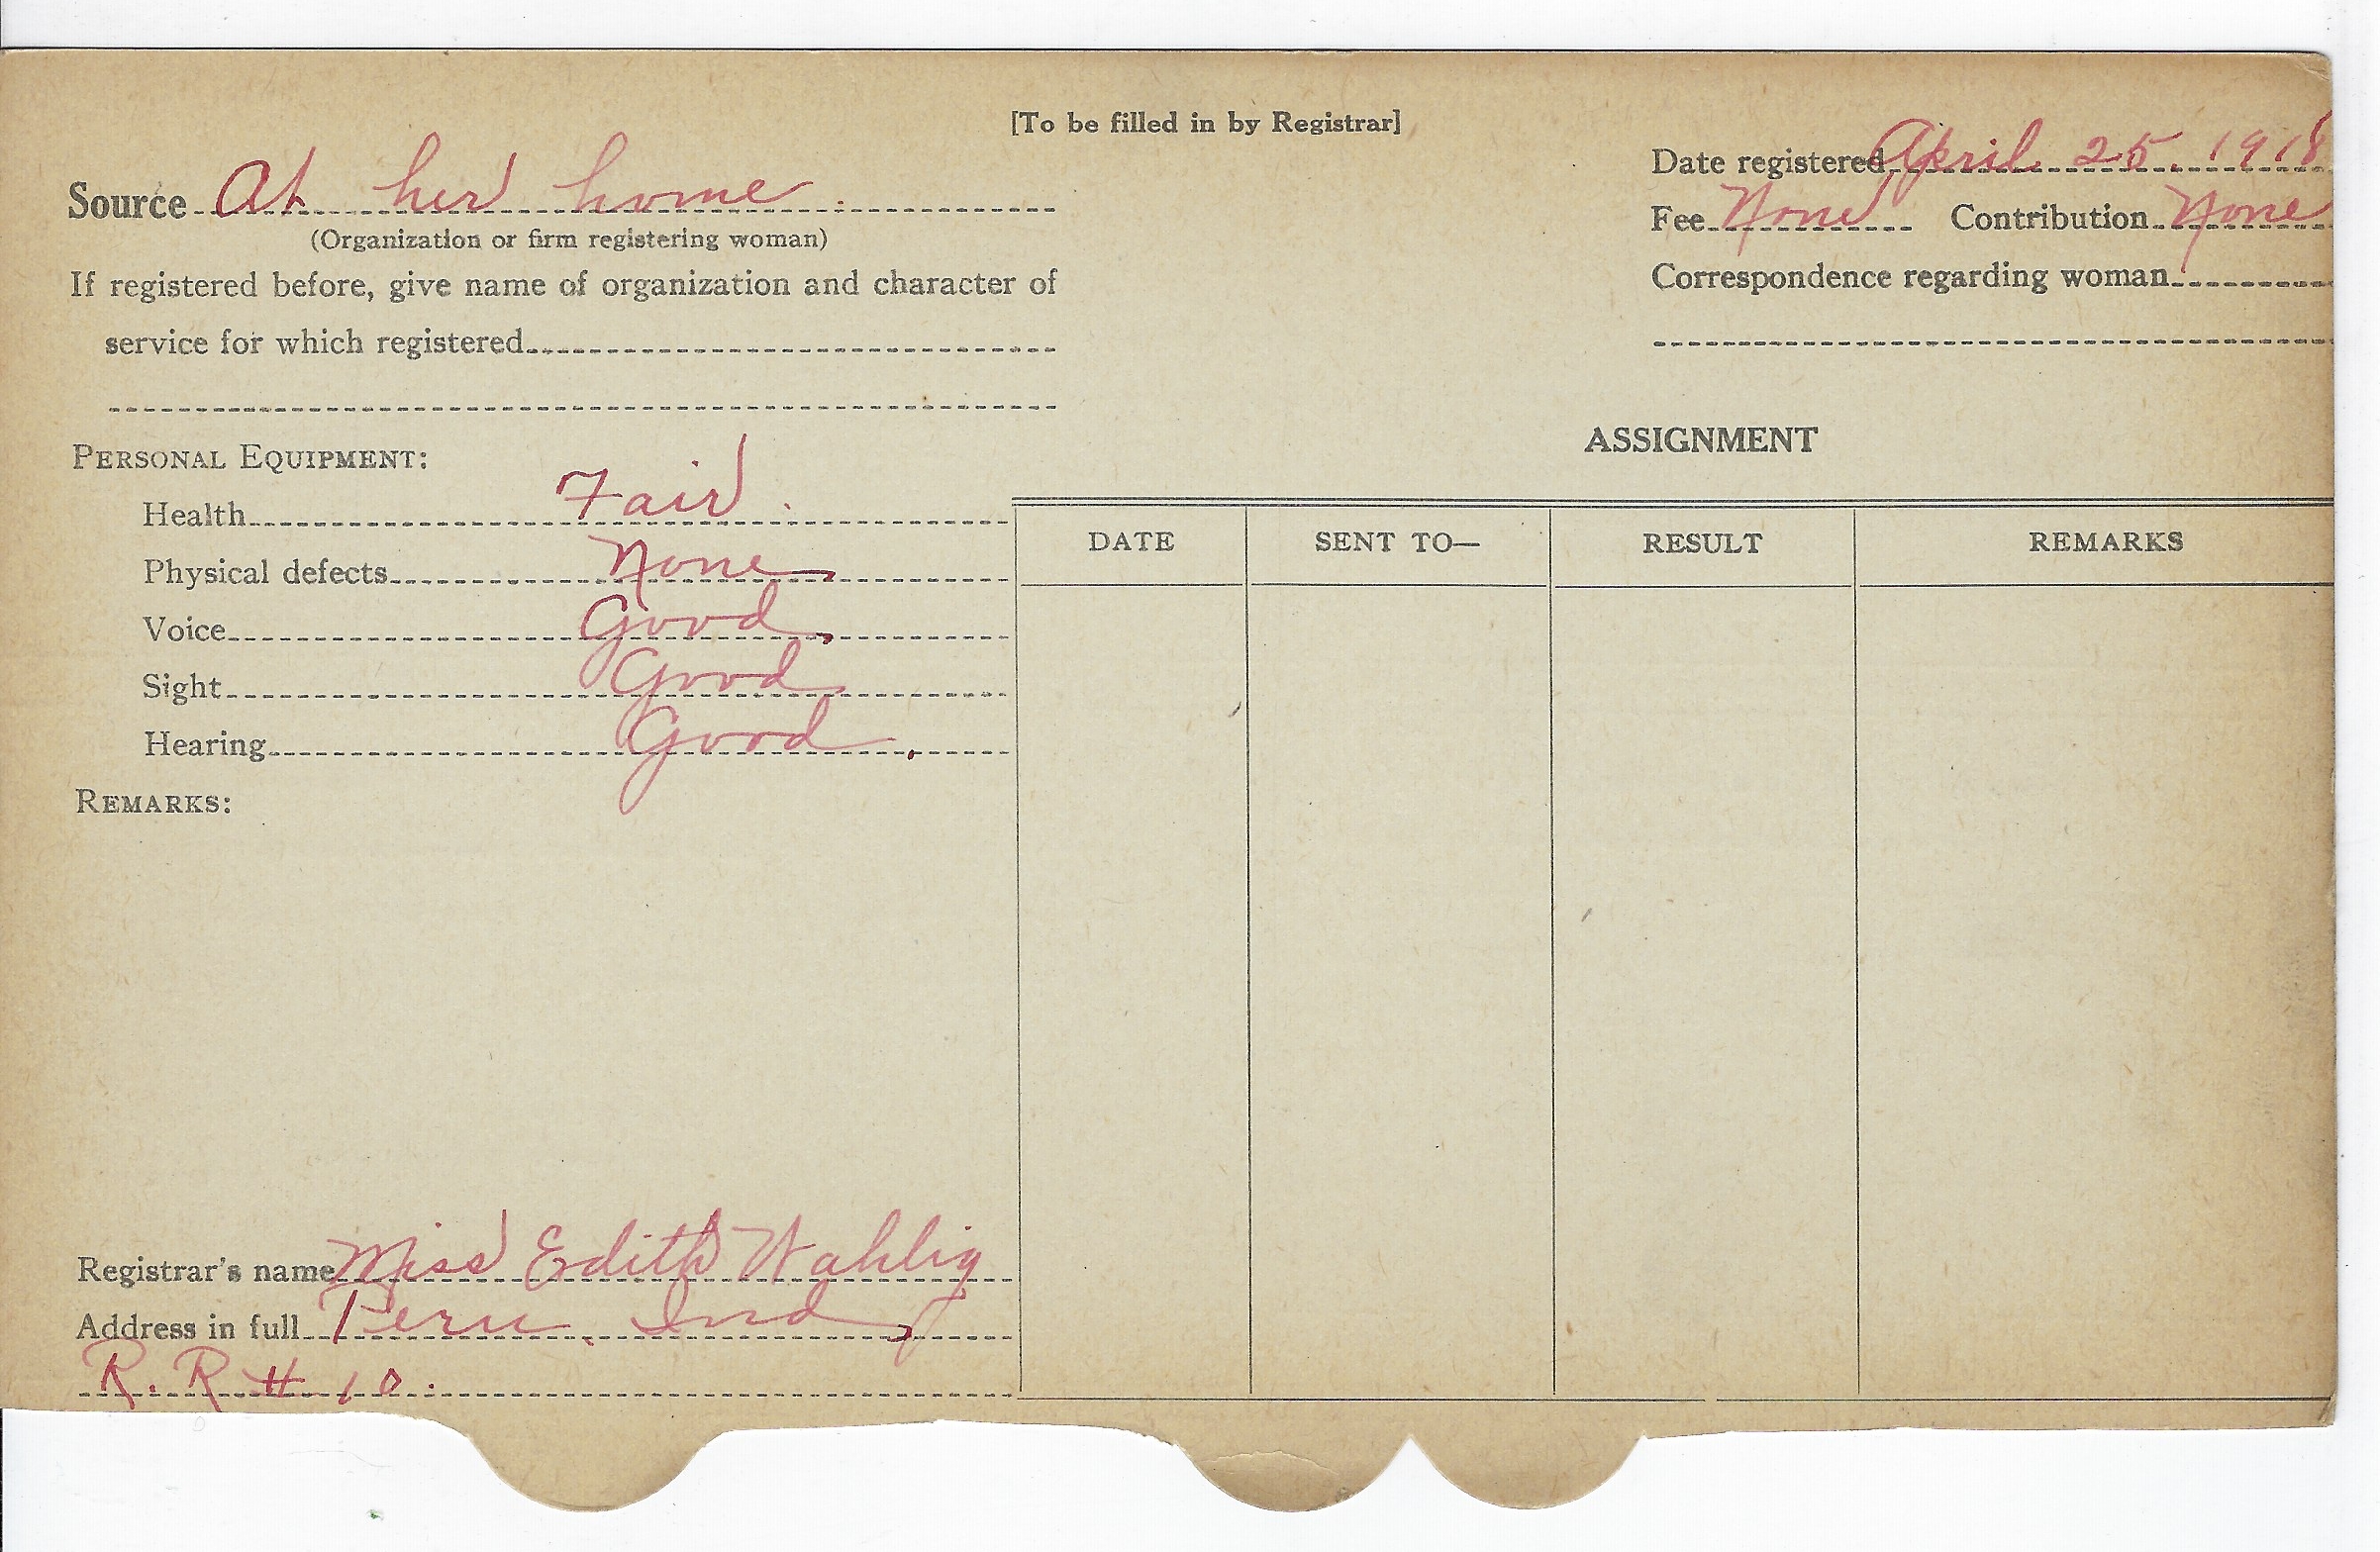 [To be filled in by Registrar]
Source At her home
(Organization or firm registering woman)
If registered before, give name of organization and character of
service for which registered
Date registered April 25, 1918
Fee None Contribution None
Correspondence regarding woman
PERSONAL EQUIPMENT:
Health Fair.
Physical defects None
Voice Good
Sight Good
Hearing Good.
REMARKS:
ASSIGNMENT
DATE SENT TO— RESULT REMARKS
Registrar's name Miss Edith Wahlig
Address in full Peru, Ind,
R. R # 10.